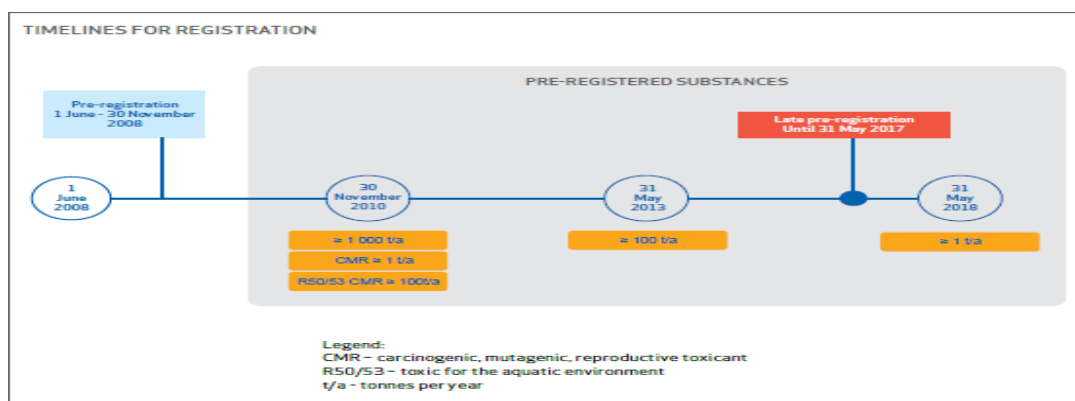 TIMELINES FOR REGISTRATION
PRE-REGISTERED SUBSTANCES
Pre-registration
1 June - 30 November
2008
Late pre-registration
Until 31 May 2017
1
June
2008
30
November
2010
31
May
2013
31
May
2018
≥ 1 000 t/a
CMR ≥ 1 t/a
R50/53 CMR ≥ 100t/a
≥ 100 t/a
≥ 1 t/a
Legend:
CMR – carcinogenic, mutagenic, reproductive toxicant
R50/53 – toxic for the aquatic environment
t/a - tonnes per year